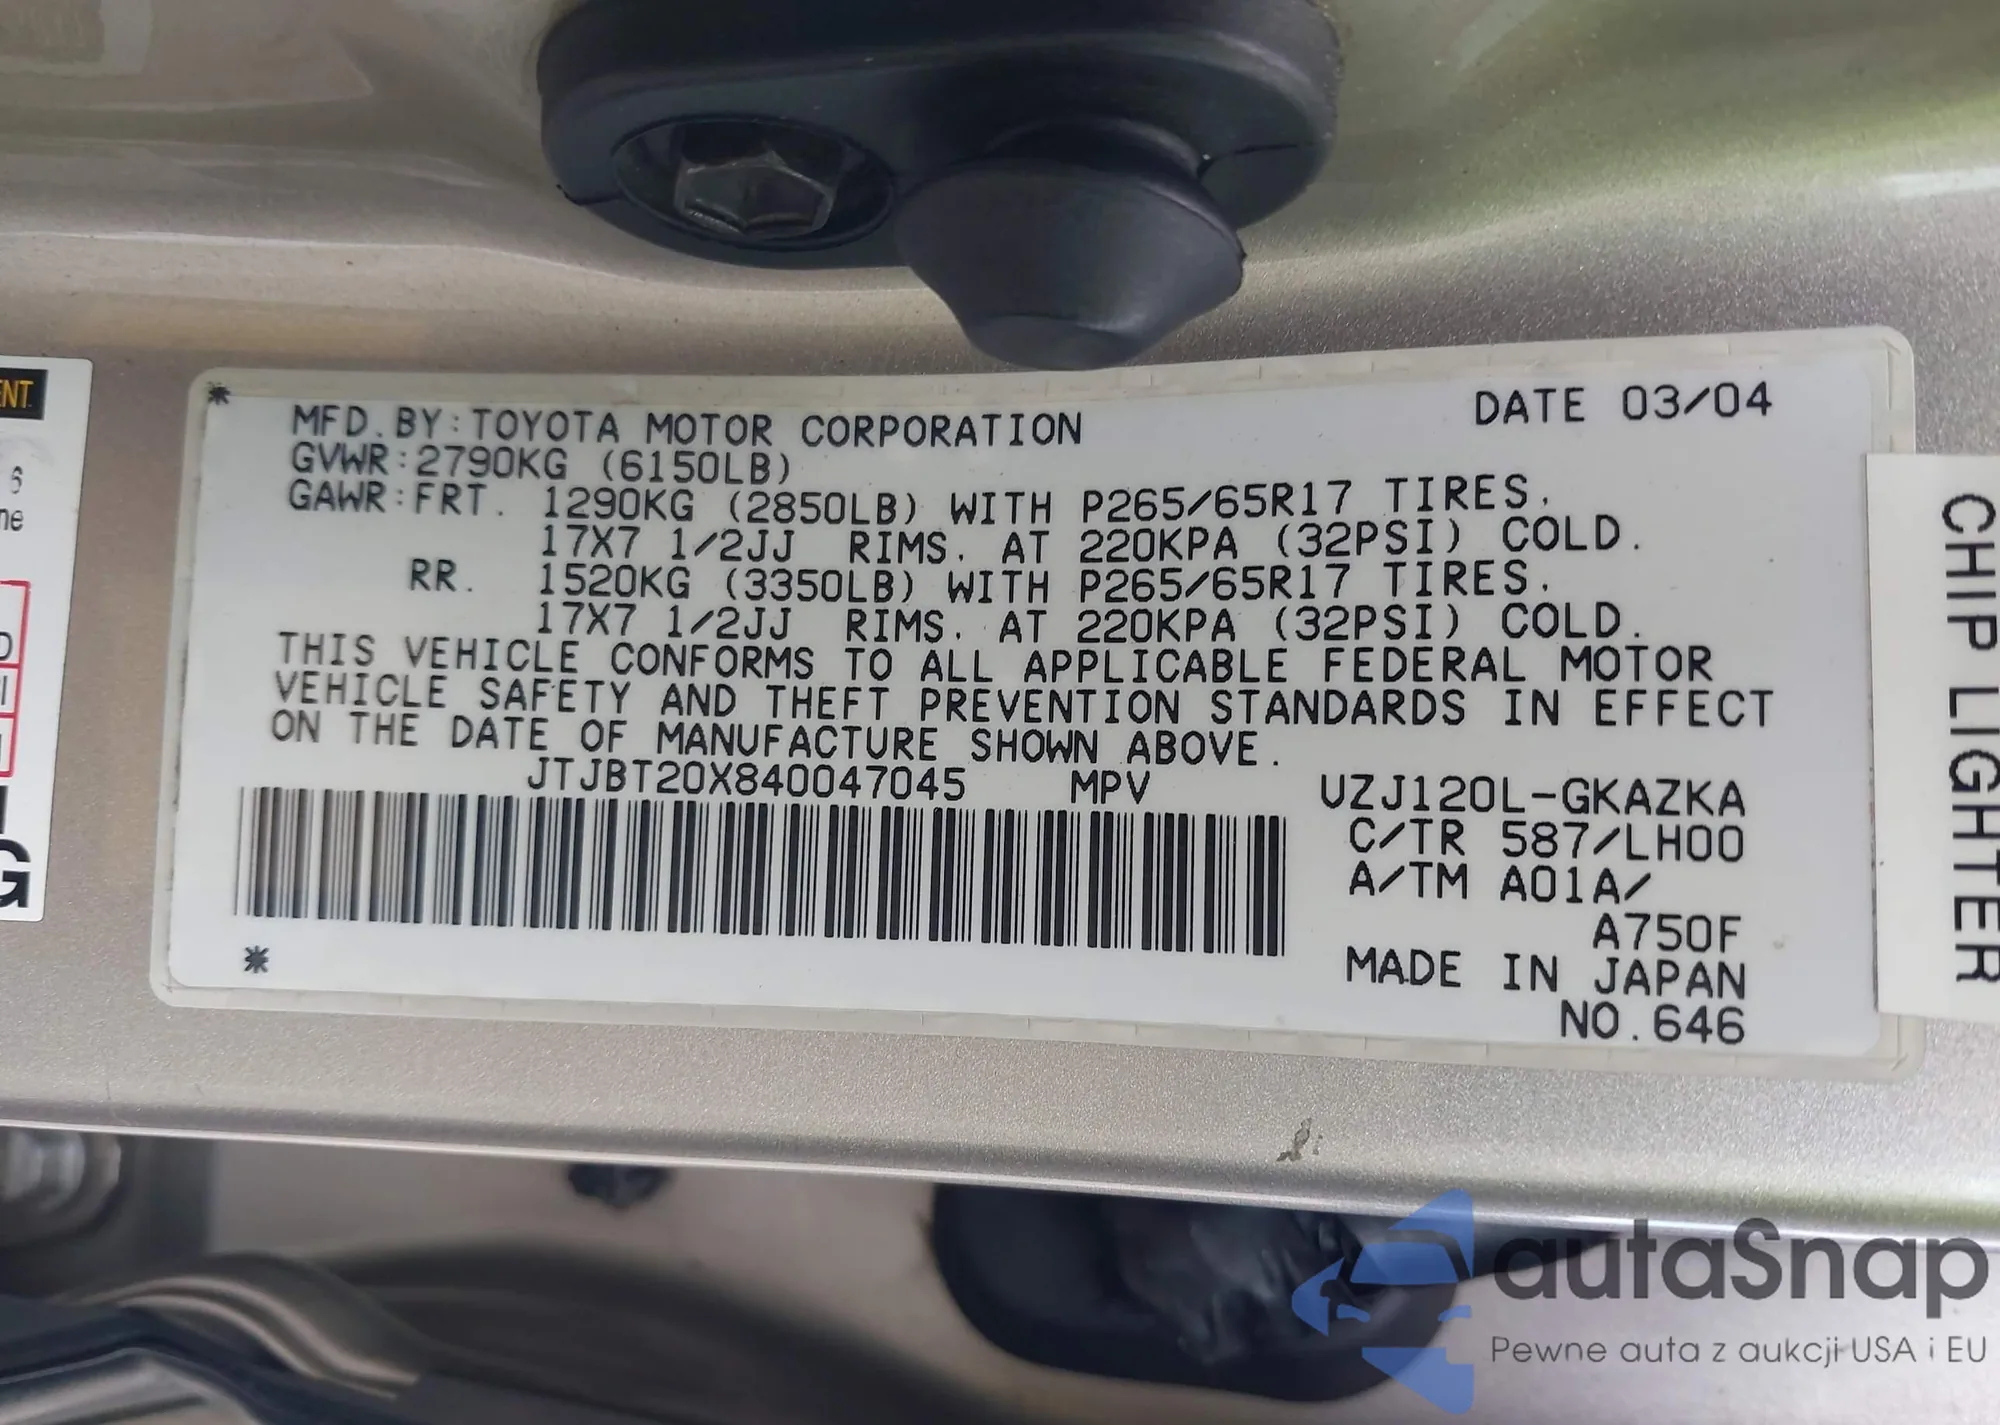 MFD.BY:TOYOTA MOTOR CORPORATION DATE 03/04
GVWR:2790KG (6150LB)
GAWR:FRT. 1290KG (2850LB) WITH P265/65R17 TIRES,
17X7 1/2JJ RIMS, AT 220KPA (32PSI) COLD.
RR. 1520KG (3350LB) WITH P265/65R17 TIRES,
17X7 1/2JJ RIMS, AT 220KPA (32PSI) COLD.
THIS VEHICLE CONFORMS TO ALL APPLICABLE FEDERAL MOTOR
VEHICLE SAFETY AND THEFT PREVENTION STANDARDS IN EFFECT
ON THE DATE OF MANUFACTURE SHOWN ABOVE.
JTJBT20X840047045 MPV UZJ120L-GKAZKA
C/TR 587/LH00
A/TM A01A/
A750F
MADE IN JAPAN
NO.646
CHIP LIGHTER
autaSnap
Pewne auta z aukcji USA i EU